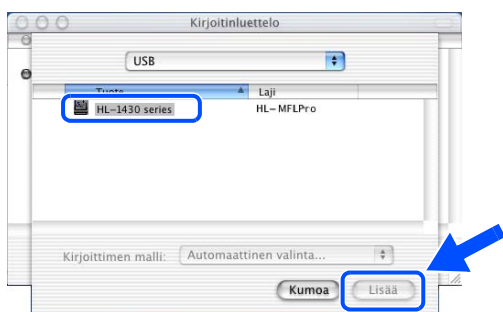 Kirjoitinluettelo
USB
Tuote Laji
HL-1430 series HL-MFLPro
Kirjoittimen malli: Automaattinen valinta...
Kumoa Lisää